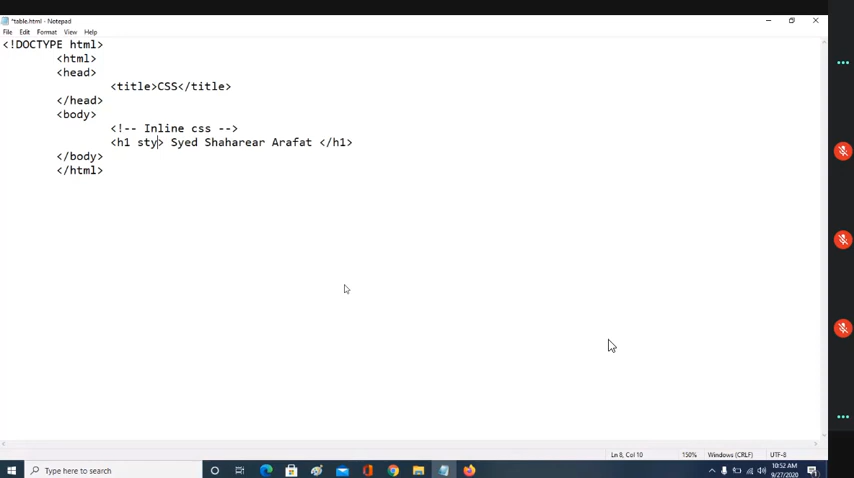 *table.html - Notepad
File Edit Format View Help
<!DOCTYPE html>
<html>
<head>
<title>CSS</title>
</head>
<body>
<!-- Inline css -->
<h1 sty> Syed Shaharear Arafat </h1>
</body>
</html>
Ln 8, Col 10 150% Windows (CRLF) UTF-8
Type here to search
10:52 AM
9/27/2020